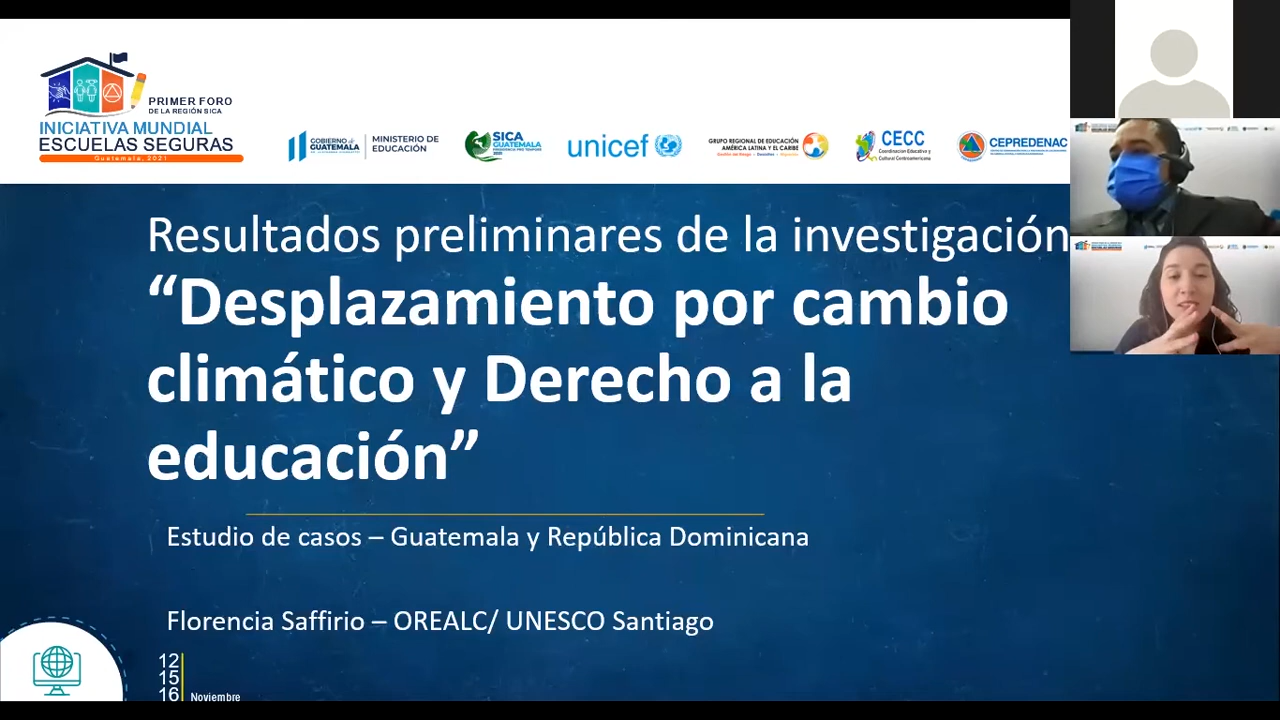 PRIMER FORO
DE LA REGIÓN SICA
INICIATIVA MUNDIAL
ESCUELAS SEGURAS
Guatemala, 2021
GOBIERNO de
GUATEMALA
MINISTERIO DE
EDUCACIÓN
SICA
GUATEMALA
unicef
GRUPO REGIONAL DE EDUCACIÓN
AMÉRICA LATINA Y EL CARIBE
CECC
Coordinación Educativa y
Cultural Centroamericana
CEPREDENAC
Resultados preliminares de la investigación
“Desplazamiento por cambio
climático y Derecho a la
educación”
Estudio de casos – Guatemala y República Dominicana
Florencia Saffirio – OREALC/ UNESCO Santiago
12
15
16 Noviembre